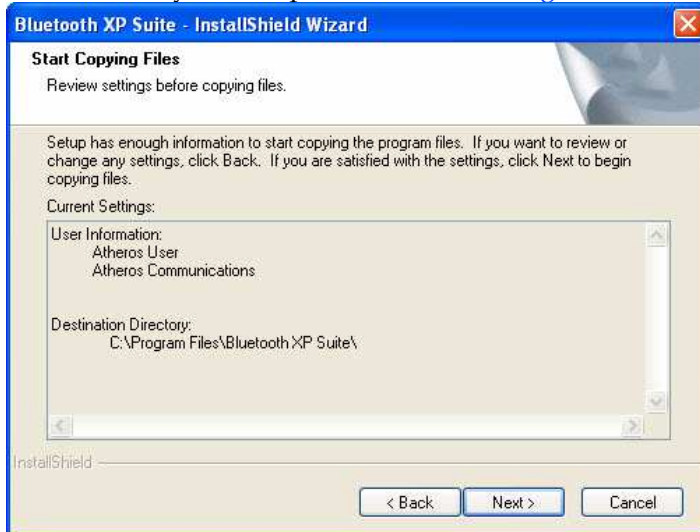 Bluetooth XP Suite - InstallShield Wizard
Start Copying Files
Review settings before copying files.
Setup has enough information to start copying the program files. If you want to review or
change any settings, click Back. If you are satisfied with the settings, click Next to begin
copying files.
Current Settings:
User Information:
Atheros User
Atheros Communications
Destination Directory:
C:\Program Files\Bluetooth XP Suite\
InstallShield
< Back
Next >
Cancel